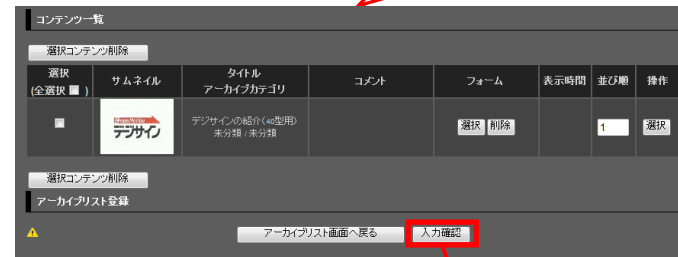 コンテンツ一覧
選択コンテンツ削除
選択
(全選択 )
サムネイル
タイトル
アーカイブカテゴリ
コメント
フォーム
表示時間
並び順
操作
デジサイン
デジサインの紹介(40型用)
未分類 / 未分類
選択
削除
1
選択
選択コンテンツ削除
アーカイブリスト登録
アーカイブリスト画面へ戻る
入力確認